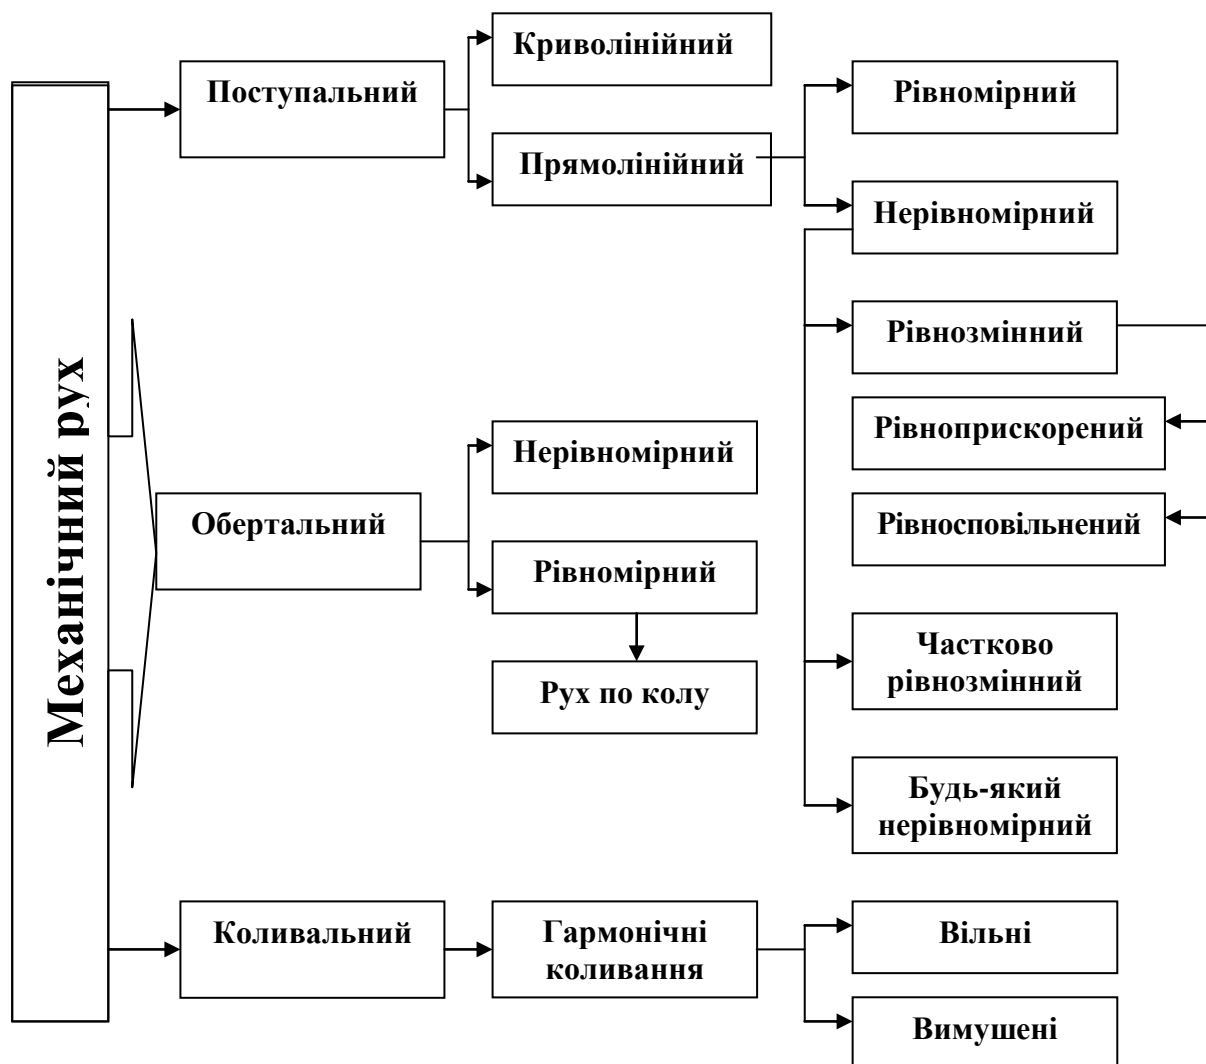 Механічний рух
Поступальний
Криволінійний
Прямолінійний
Рівномірний
Нерівномірний
Рівнозмінний
Рівноприскорений
Рівносповільнений
Частково
рівнозмінний
Будь-який
нерівномірний
Обертальний
Нерівномірний
Рівномірний
Рух по колу
Коливальний
Гармонічні
коливання
Вільні
Вимушені